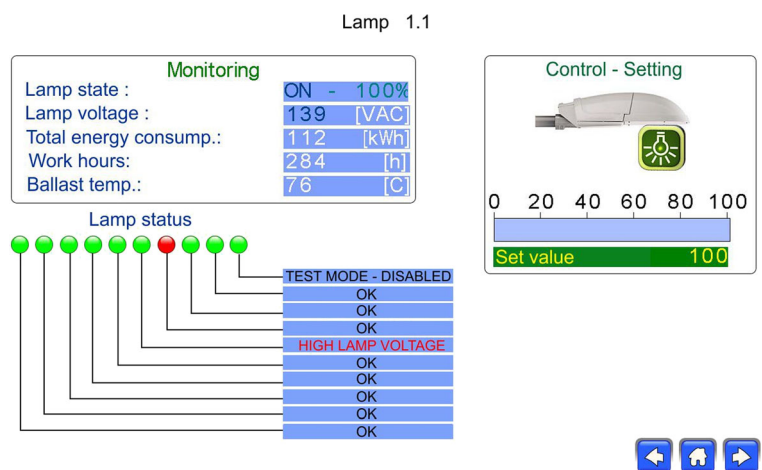 Lamp 1.1
Monitoring
Lamp state : ON - 100%
Lamp voltage : 139 [VAC]
Total energy consump.: 112 [kWh]
Work hours: 284 [h]
Ballast temp.: 76 [C]
Lamp status
TEST MODE - DISABLED
OK
OK
OK
HIGH LAMP VOLTAGE
OK
OK
OK
OK
OK
Control - Setting
0 20 40 60 80 100
Set value 100